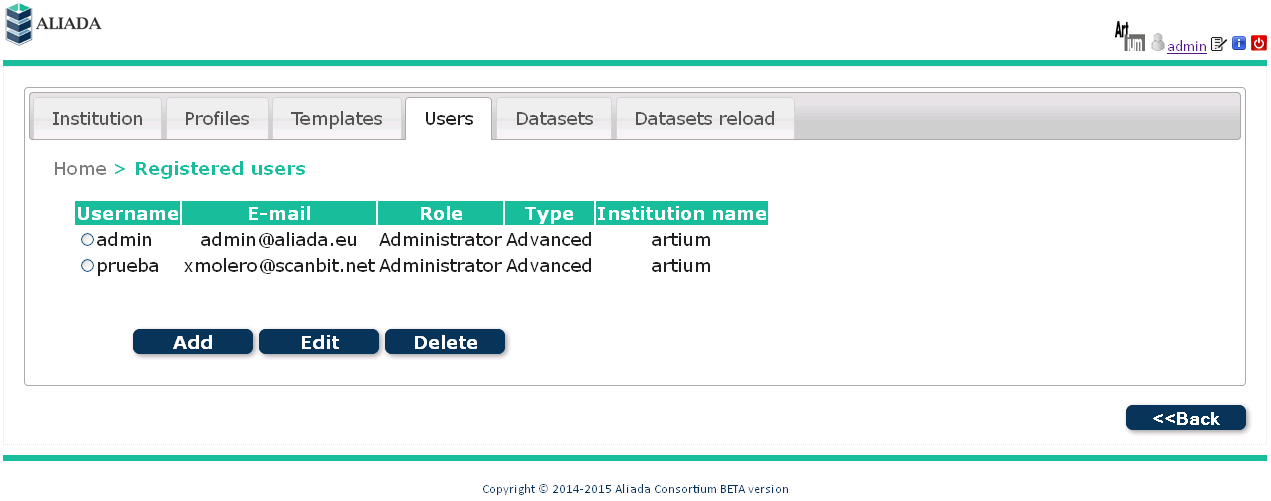 ALIADA
Artium admin
Institution Profiles Templates Users Datasets Datasets reload
Home > Registered users
Username E-mail Role Type Institution name
admin admin@aliada.eu Administrator Advanced artium
prueba xmolero@scanbit.net Administrator Advanced artium
Add Edit Delete
<<Back
Copyright © 2014-2015 Aliada Consortium BETA version